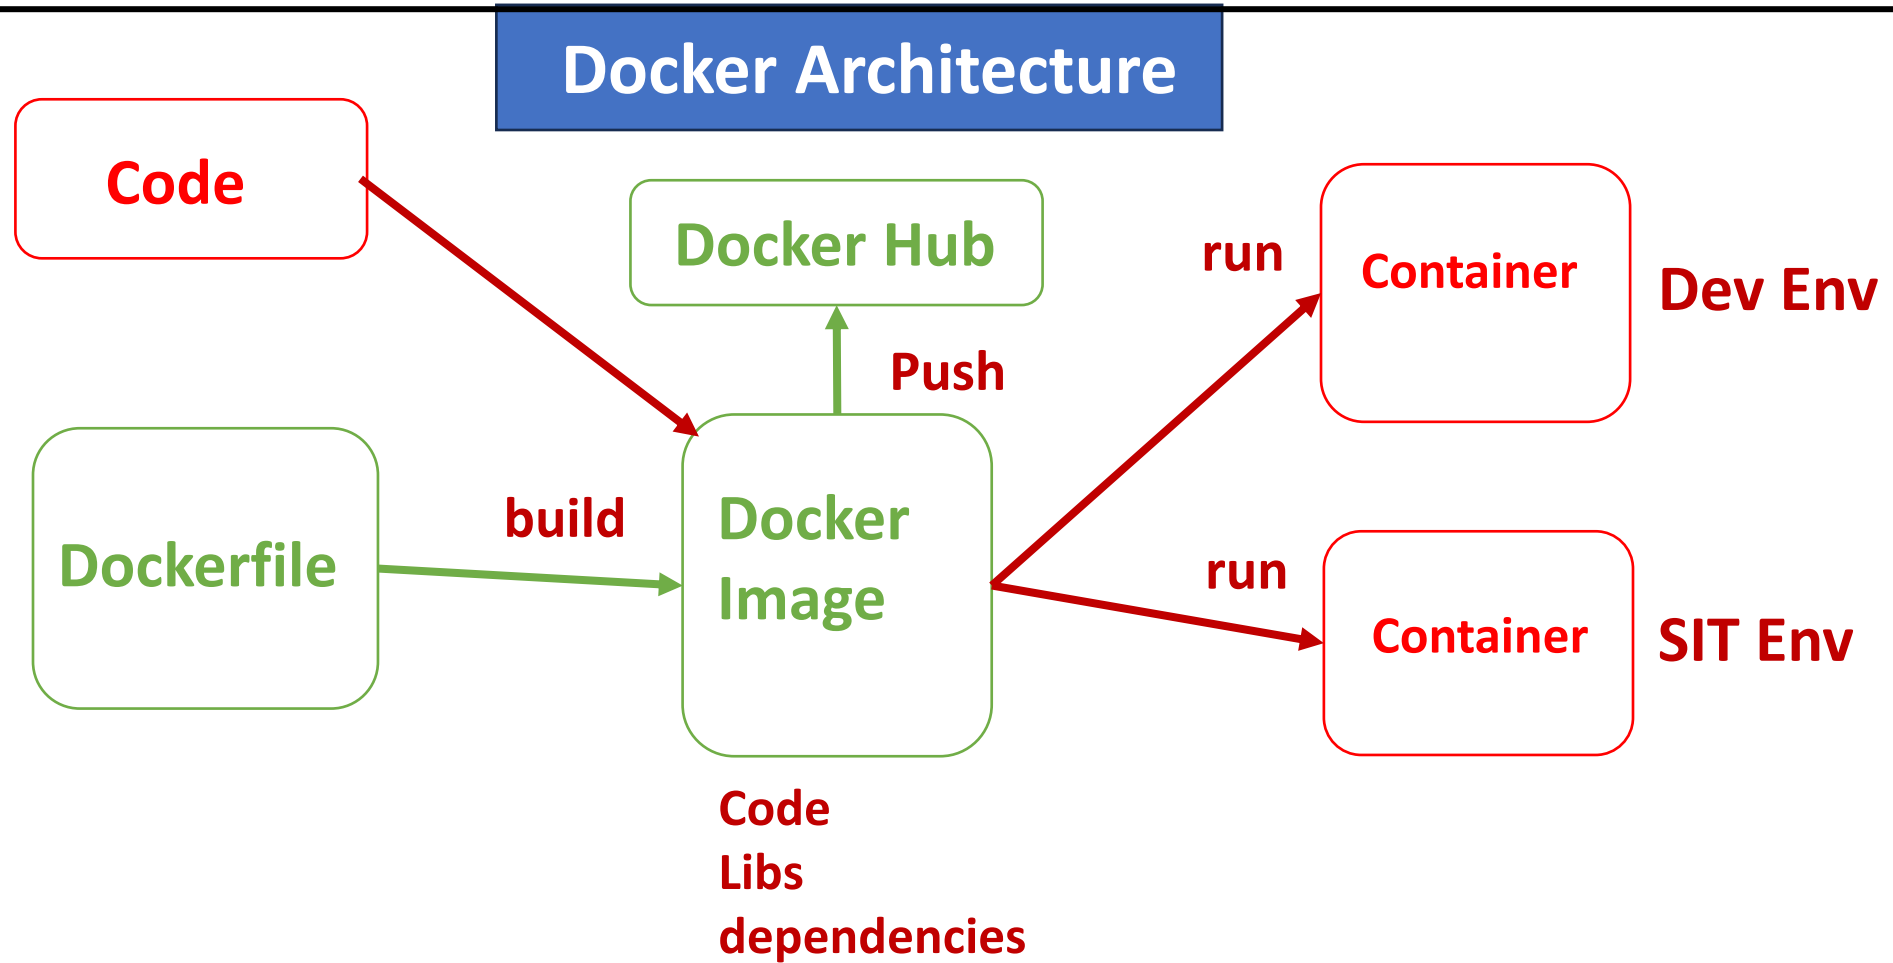 Docker Architecture
Code
Docker Hub
run
Container
Dev Env
Push
Dockerfile
build
Docker
Image
run
Container
SIT Env
Code
Libs
dependencies